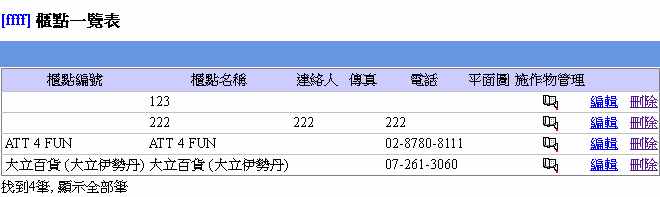 [ffff] 櫃點一覽表
櫃點編號 櫃點名稱 連絡人 傳真 電話 平面圖 施作物管理
123 編輯 刪除
222 222 222 編輯 刪除
ATT 4 FUN ATT 4 FUN 02-8780-8111 編輯 刪除
大立百貨 (大立伊勢丹) 大立百貨 (大立伊勢丹) 07-261-3060 編輯 刪除
找到4筆, 顯示全部筆